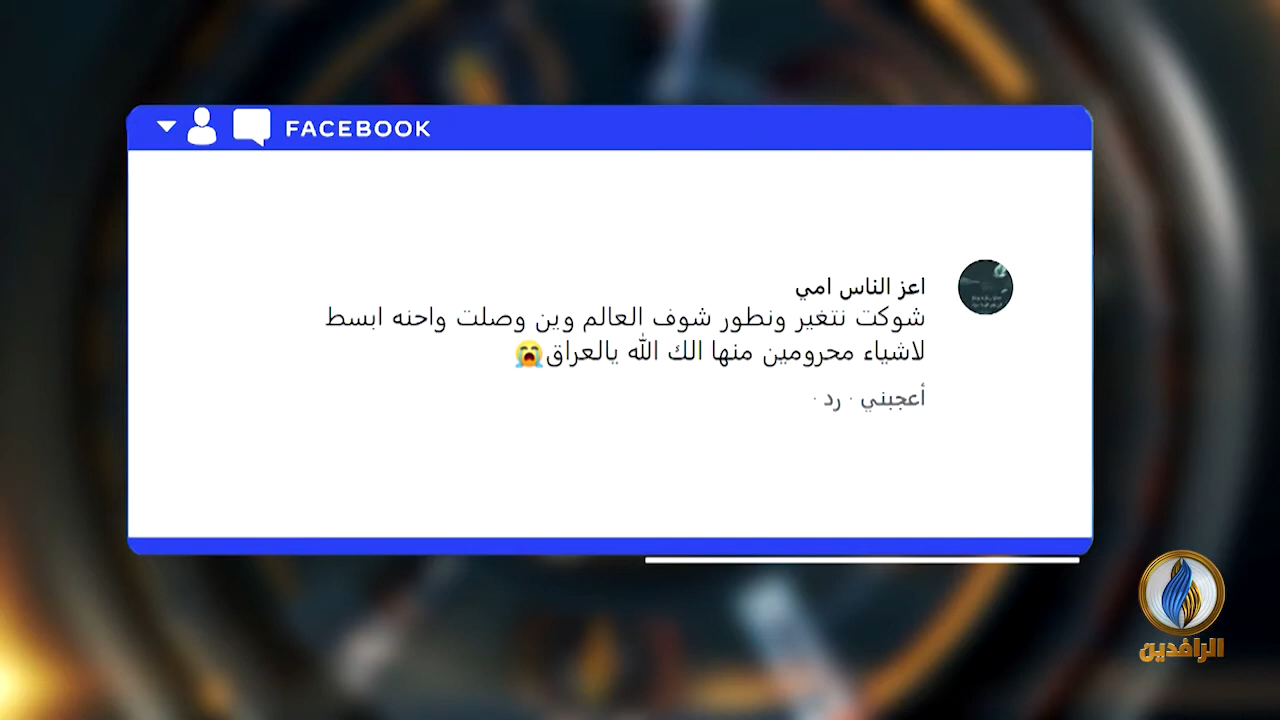 FACEBOOK
اعز الناس امي
شوكت نتغير ونطور شوف العالم وين وصلت واحنه ابسط
لاشياء محرومين منها الك الله يالعراق😭
أعجبني · رد ·
الرافدين